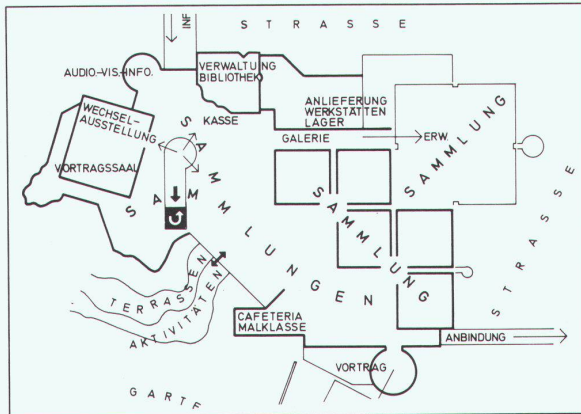 STRASSE
INF
AUDIO.-VIS.-INFO.
VERWALTUNG
BIBLIOTHEK
KASSE
ANLIEFERUNG
WERKSTÄTTEN
LAGER
GALERIE
ERW.
WECHSEL-
AUSSTELLUNG
VORTRAGSSAAL
SAMMLUNG
SAMMLUNG
SAMMLUNGEN
SAM
STRASSE
TERRASSEN
AKTIVITÄTEN
CAFETERIA
MALKLASSE
ANBINDUNG
VORTRAG
GARTE